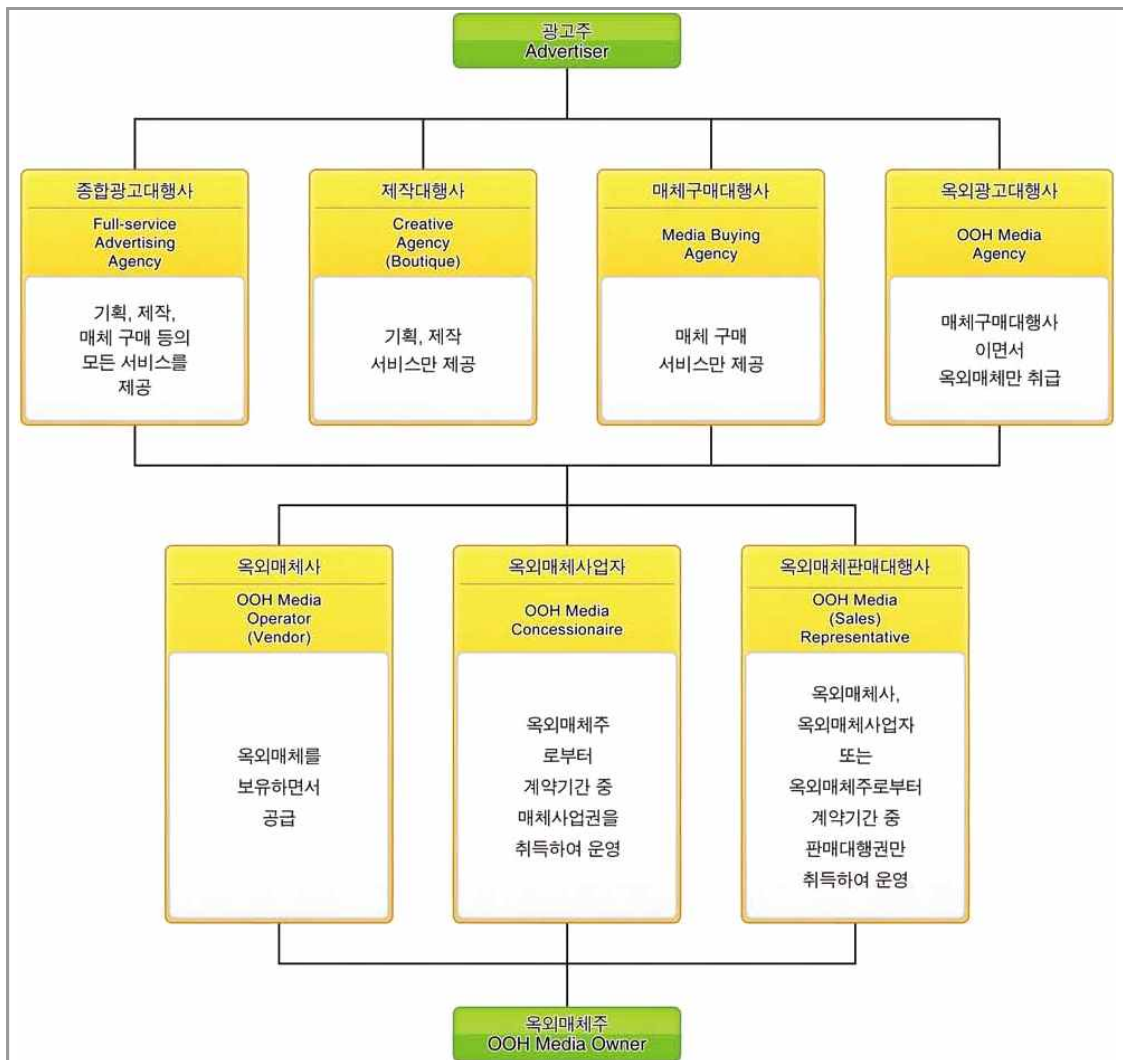 광고주
Advertiser
종합광고대행사
Full-service
Advertising
Agency
기획, 제작,
매체 구매 등의
모든 서비스를
제공
제작대행사
Creative
Agency
(Boutique)
기획, 제작
서비스만 제공
매체구매대행사
Media Buying
Agency
매체 구매
서비스만 제공
옥외광고대행사
OOH Media
Agency
매체구매대행사
이면서
옥외매체만 취급
옥외매체사
OOH Media
Operator
(Vendor)
옥외매체를
보유하면서
공급
옥외매체사업자
OOH Media
Concessionaire
옥외매체주
로부터
계약기간 중
매체사업권을
취득하여 운영
옥외매체판매대행사
OOH Media
(Sales)
Representative
옥외매체사,
옥외매체사업자
또는
옥외매체주로부터
계약기간 중
판매대행권만
취득하여 운영
옥외매체주
OOH Media Owner